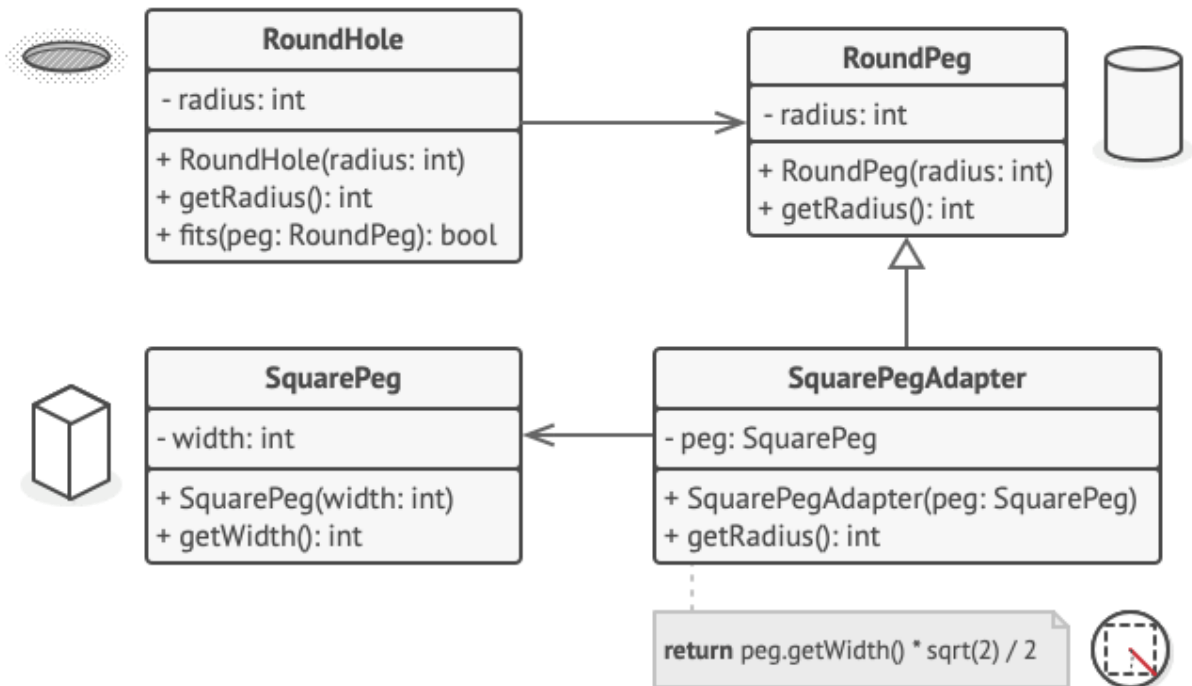 RoundHole
- radius: int
+ RoundHole(radius: int)
+ getRadius(): int
+ fits(peg: RoundPeg): bool
RoundPeg
- radius: int
+ RoundPeg(radius: int)
+ getRadius(): int
SquarePeg
- width: int
+ SquarePeg(width: int)
+ getWidth(): int
SquarePegAdapter
- peg: SquarePeg
+ SquarePegAdapter(peg: SquarePeg)
+ getRadius(): int
return peg.getWidth() * sqrt(2) / 2